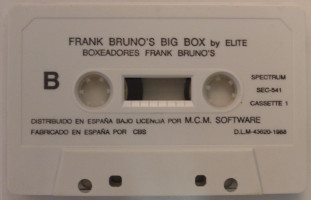 FRANK BRUNO'S BIG BOX by ELITE
BOXEADORES FRANK BRUNO'S
B
SPECTRUM
SEC-541
CASSETTE 1
DISTRIBUIDO EN ESPAÑA BAJO LICENCIA POR M.C.M. SOFTWARE
FABRICADO EN ESPAÑA POR CBS
D.L.M-43620-1988